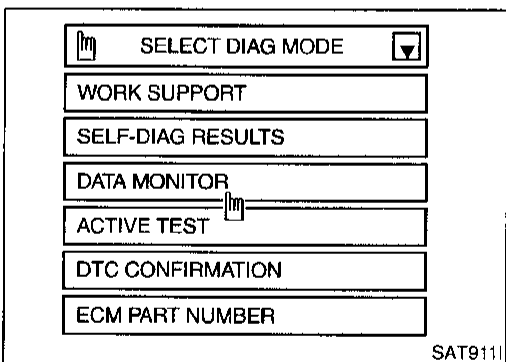 SELECT DIAG MODE
WORK SUPPORT
SELF-DIAG RESULTS
DATA MONITOR
ACTIVE TEST
DTC CONFIRMATION
ECM PART NUMBER
SAT911I